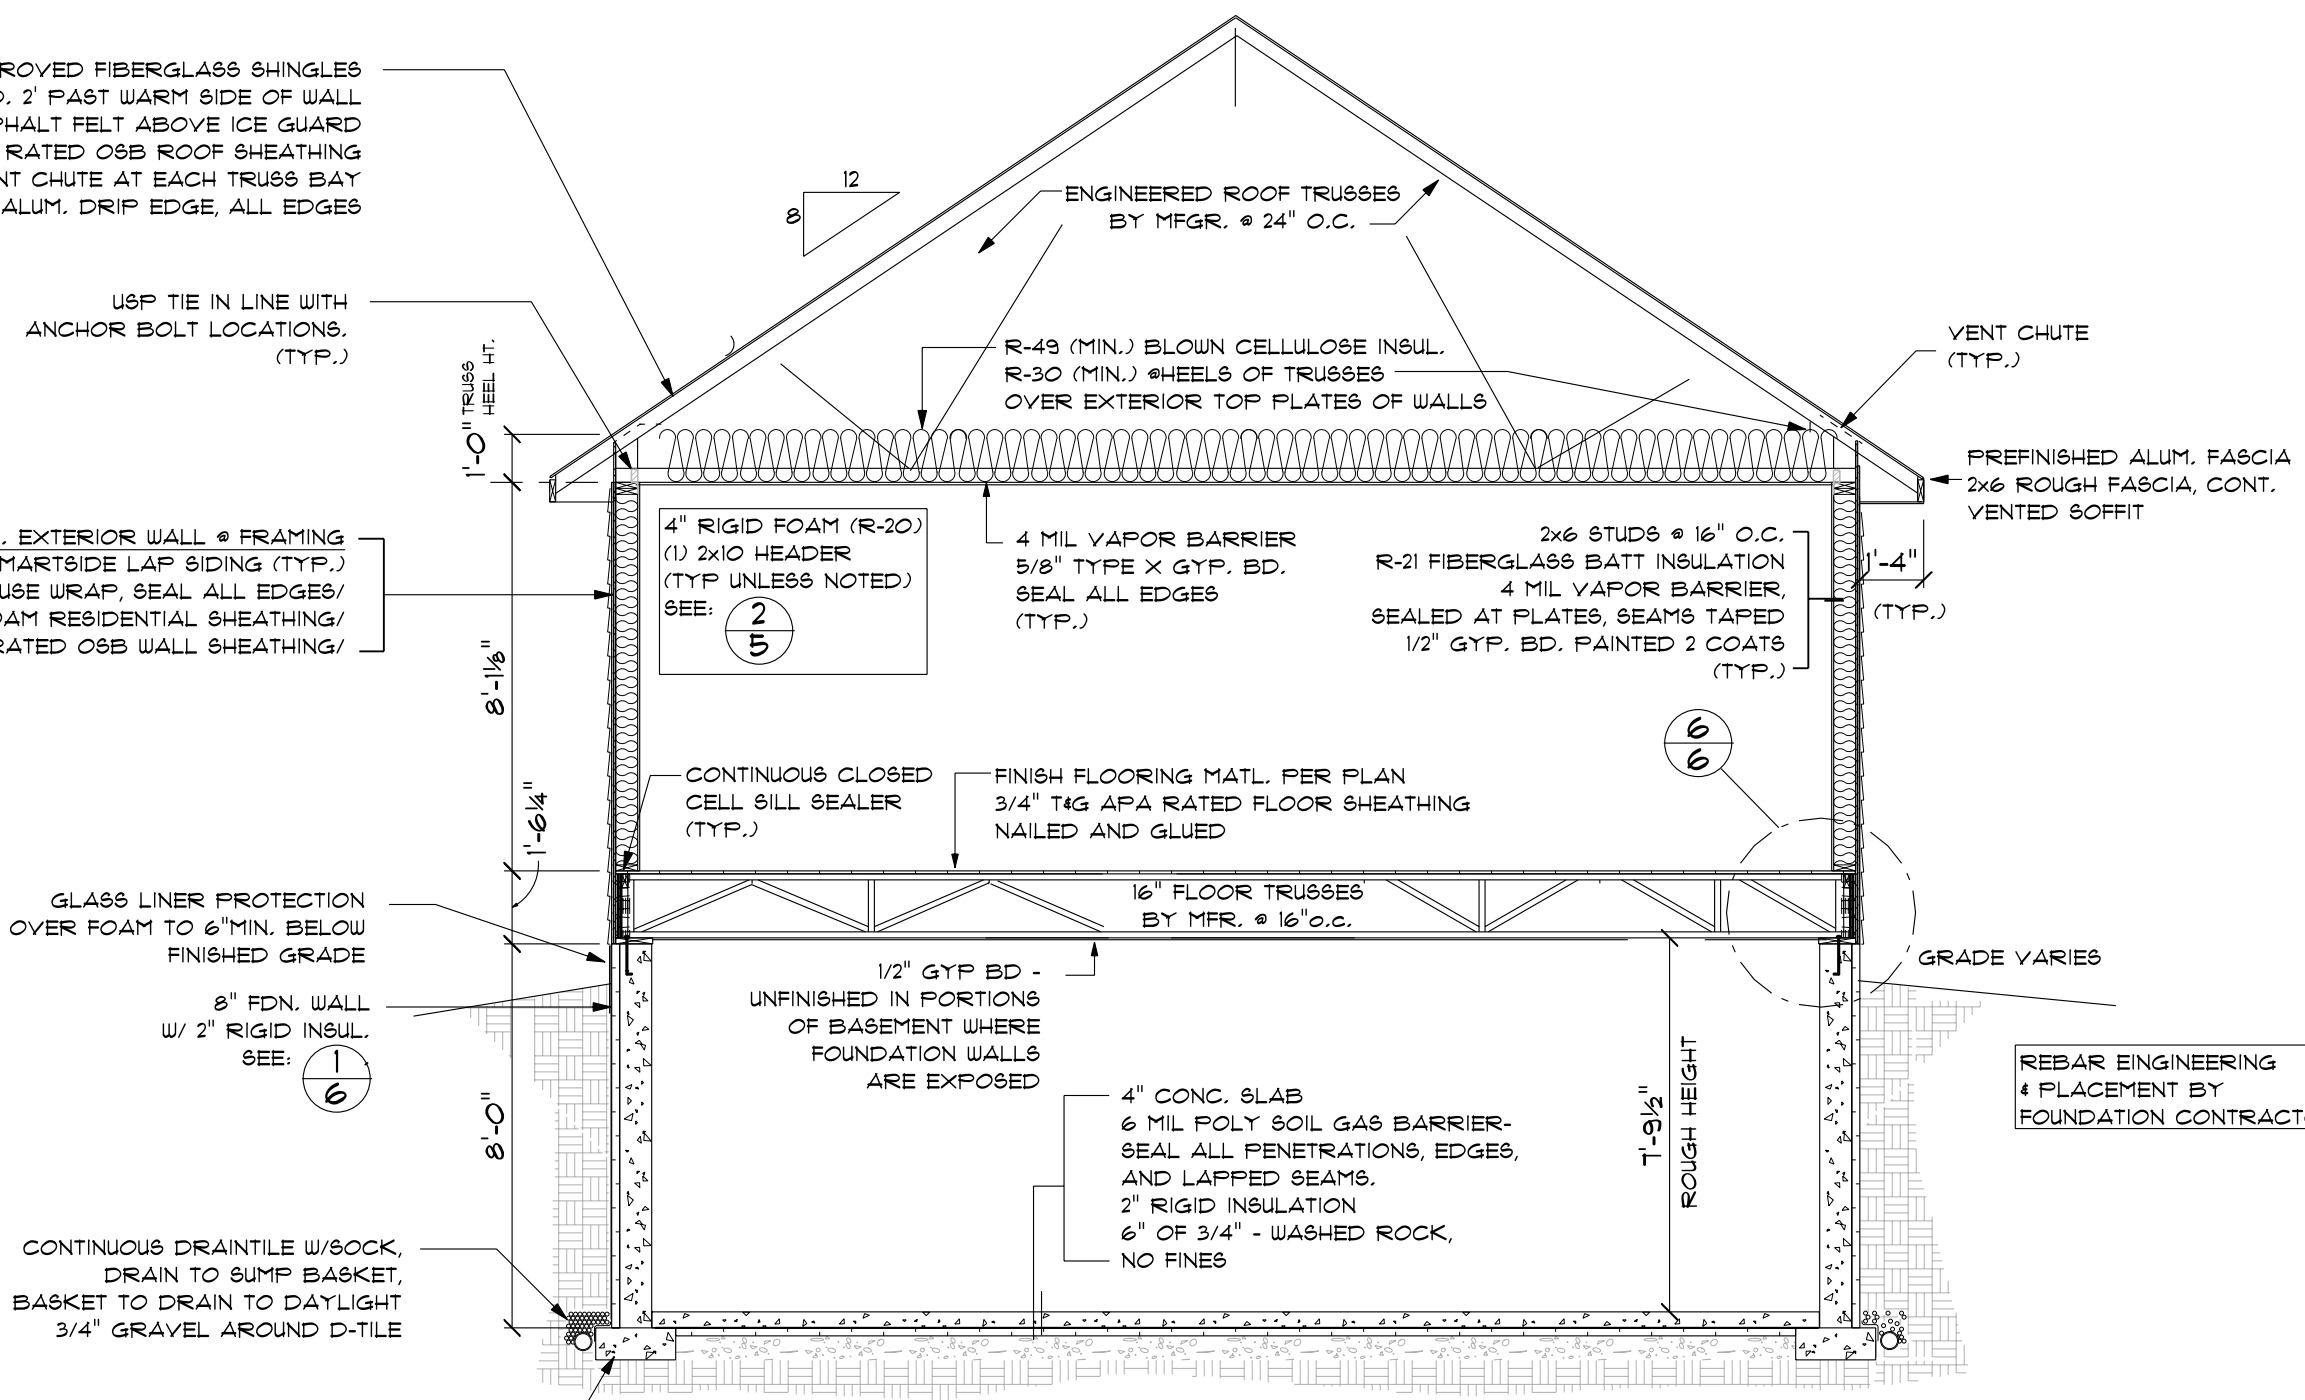 ROVED FIBERGLASS SHINGLES
. 2' PAST WARM SIDE OF WALL
PHALT FELT ABOVE ICE GUARD
RATED OSB ROOF SHEATHING
NT CHUTE AT EACH TRUSS BAY
ALUM. DRIP EDGE, ALL EDGES
12
8
ENGINEERED ROOF TRUSSES
BY MFGR. @ 24" O.C.
USP TIE IN LINE WITH
ANCHOR BOLT LOCATIONS.
(TYP.)
1'-0" TRUSS
HEEL HT.
R-49 (MIN.) BLOWN CELLULOSE INSUL.
R-30 (MIN.) @HEELS OF TRUSSES
OVER EXTERIOR TOP PLATES OF WALLS
VENT CHUTE
(TYP.)
PREFINISHED ALUM. FASCIA
2x6 ROUGH FASCIA, CONT.
VENTED SOFFIT
. EXTERIOR WALL @ FRAMING
MARTSIDE LAP SIDING (TYP.)
USE WRAP, SEAL ALL EDGES/
OAM RESIDENTIAL SHEATHING/
RATED OSB WALL SHEATHING/
4" RIGID FOAM (R-20)
(1) 2x10 HEADER
(TYP UNLESS NOTED)
SEE:
2
5
4 MIL VAPOR BARRIER
5/8" TYPE X GYP. BD.
SEAL ALL EDGES
(TYP.)
2x6 STUDS @ 16" O.C.
R-21 FIBERGLASS BATT INSULATION
4 MIL VAPOR BARRIER,
SEALED AT PLATES, SEAMS TAPED
1/2" GYP. BD. PAINTED 2 COATS
(TYP.)
1'-4"
(TYP.)
8'-1⅛"
6
6
1'-6¼"
CONTINUOUS CLOSED
CELL SILL SEALER
(TYP.)
FINISH FLOORING MATL. PER PLAN
3/4" T&G APA RATED FLOOR SHEATHING
NAILED AND GLUED
16" FLOOR TRUSSES
BY MFR. @ 16"o.c.
GLASS LINER PROTECTION
OVER FOAM TO 6"MIN. BELOW
FINISHED GRADE
8" FDN. WALL
W/ 2" RIGID INSUL.
SEE:
1
6
1/2" GYP BD -
UNFINISHED IN PORTIONS
OF BASEMENT WHERE
FOUNDATION WALLS
ARE EXPOSED
GRADE VARIES
8'-0"
4" CONC. SLAB
6 MIL POLY SOIL GAS BARRIER-
SEAL ALL PENETRATIONS, EDGES,
AND LAPPED SEAMS.
2" RIGID INSULATION
6" OF 3/4" - WASHED ROCK,
NO FINES
7'-9½"
ROUGH HEIGHT
REBAR EINGINEERING
& PLACEMENT BY
FOUNDATION CONTRACTO
CONTINUOUS DRAINTILE W/SOCK,
DRAIN TO SUMP BASKET,
BASKET TO DRAIN TO DAYLIGHT
3/4" GRAVEL AROUND D-TILE